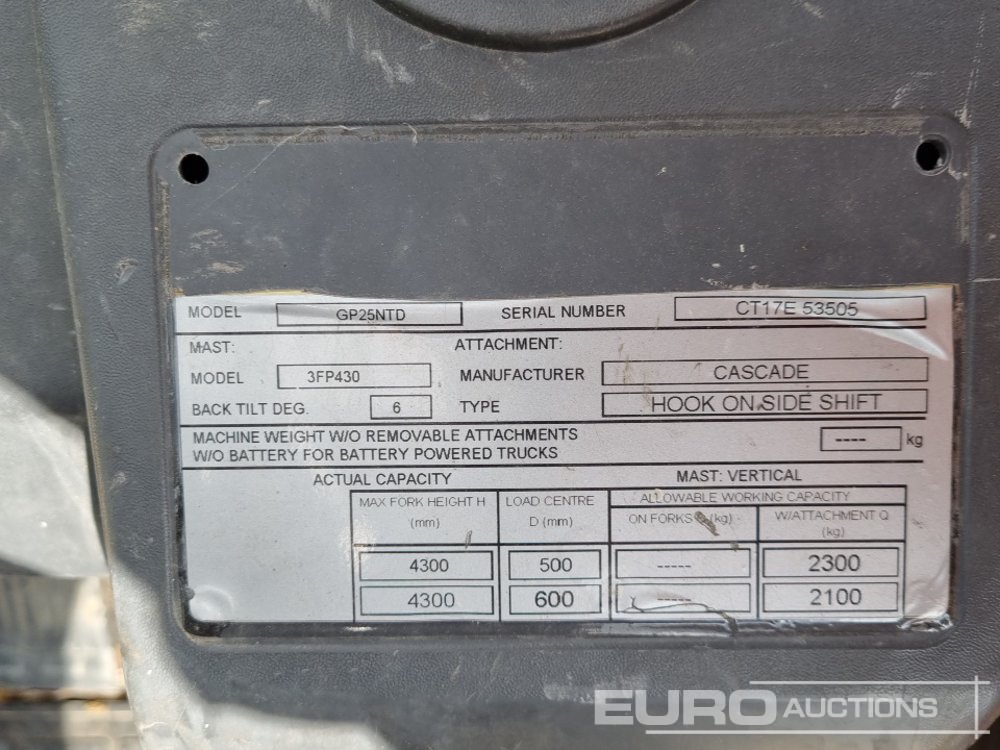 MODEL GP25NTD SERIAL NUMBER CT17E 53505
MAST: ATTACHMENT:
MODEL 3FP430 MANUFACTURER CASCADE
BACK TILT DEG. 6 TYPE HOOK ON SIDE SHIFT
MACHINE WEIGHT W/O REMOVABLE ATTACHMENTS
W/O BATTERY FOR BATTERY POWERED TRUCKS ---- kg
ACTUAL CAPACITY MAST: VERTICAL
MAX FORK HEIGHT H LOAD CENTRE ALLOWABLE WORKING CAPACITY
(mm) D (mm) ON FORKS Q (kg) W/ATTACHMENT Q
(kg)
4300 500 ----- 2300
4300 600 ----- 2100
EURO AUCTIONS